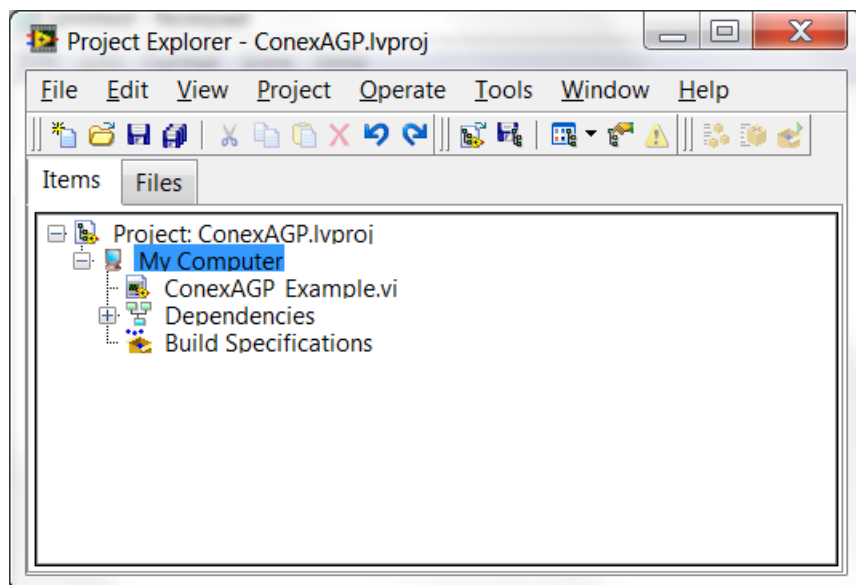 Project Explorer - ConexAGP.lvproj
File Edit View Project Operate Tools Window Help
Items Files
Project: ConexAGP.lvproj
My Computer
ConexAGP_Example.vi
Dependencies
Build Specifications